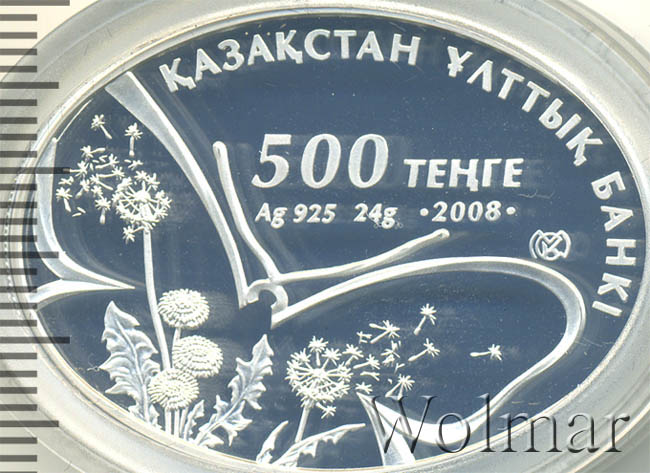 ҚАЗАҚСТАН ҰЛТТЫҚ БАНКІ
500 ТЕҢГЕ
Ag 925 24g ·2008·
Wolmar